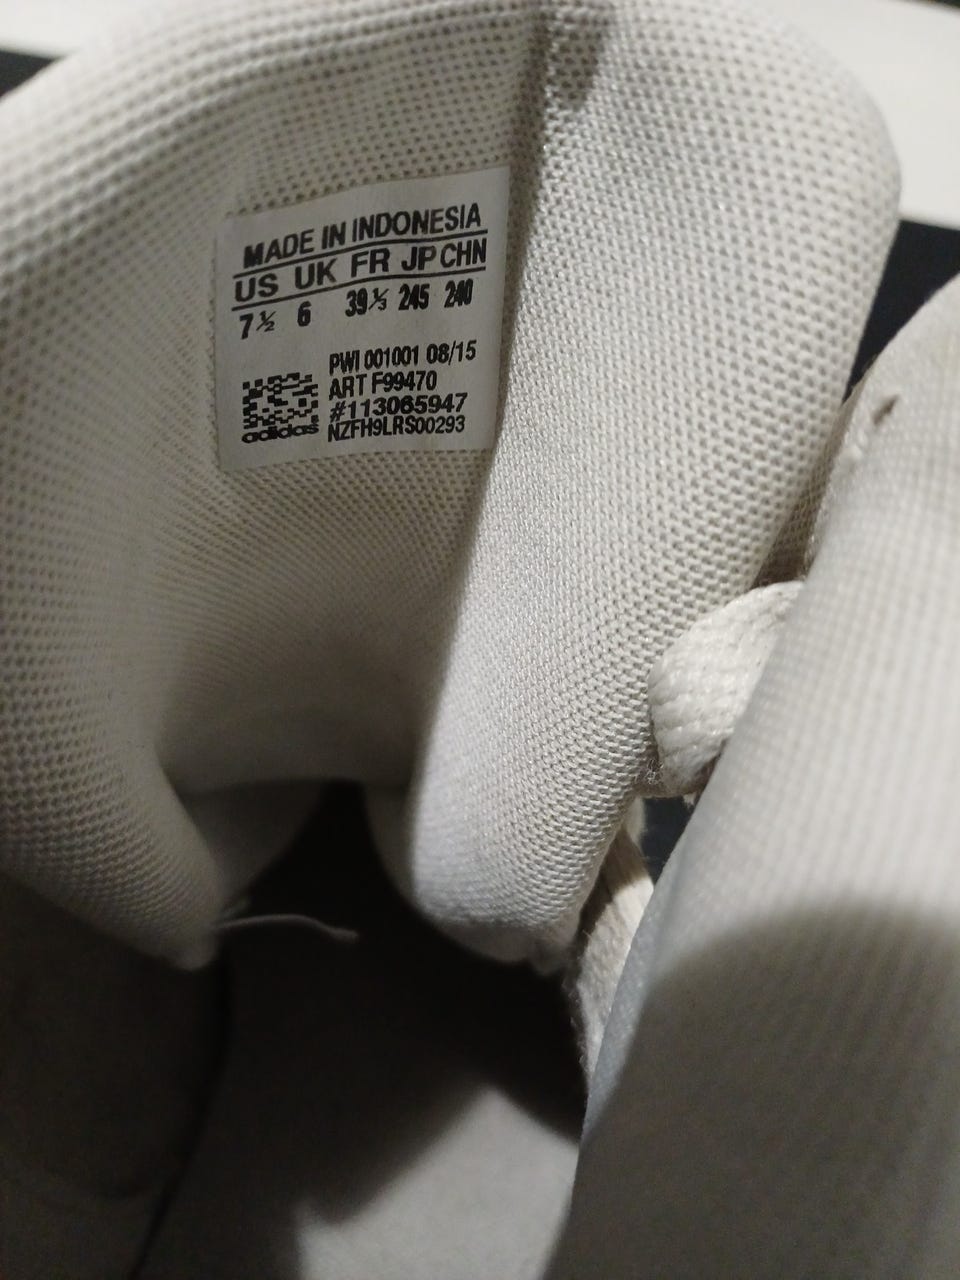 MADE IN INDONESIA
US UK FR JP CHN
7½ 6 39⅓ 245 240
PWI 001001 08/15
ART F99470
#113065947
adidas NZFH9LRS00293